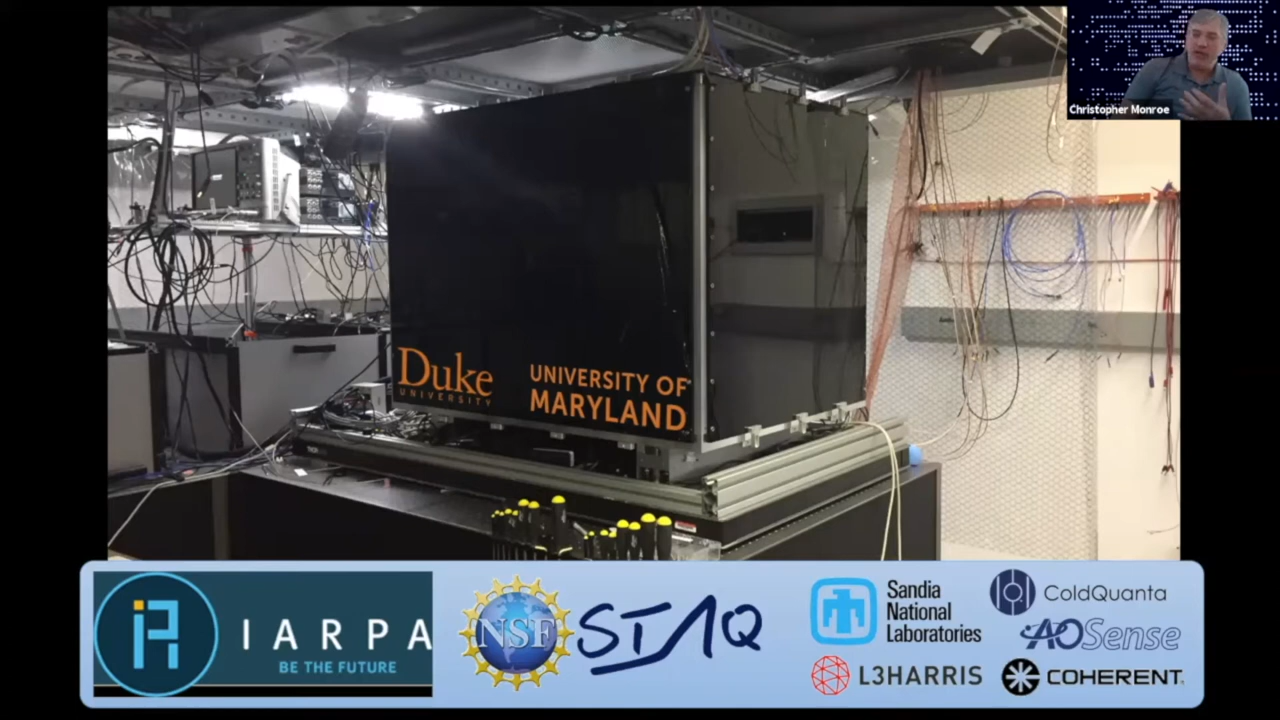 Christopher Monroe
Duke
UNIVERSITY
UNIVERSITY OF
MARYLAND
IARPA
BE THE FUTURE
NSF
STAQ
Sandia
National
Laboratories
ColdQuanta
AOSense
L3HARRIS
COHERENT